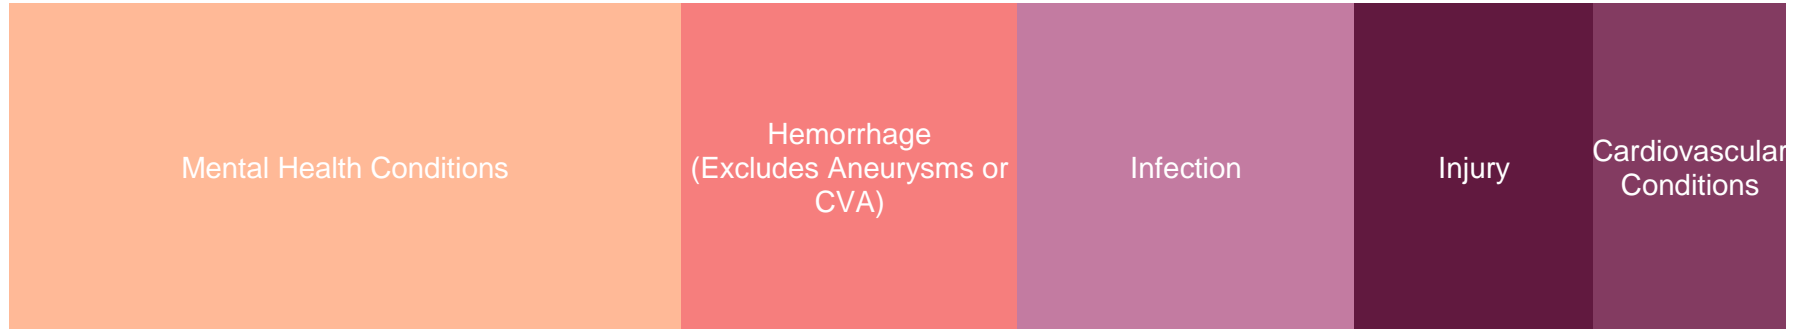 Mental Health Conditions
Hemorrhage
(Excludes Aneurysms or
CVA)
Infection
Injury
Cardiovascular
Conditions